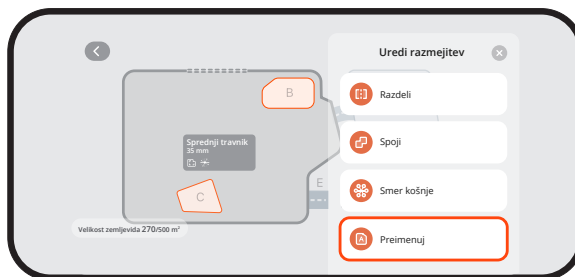 Uredi razmejitev
B
Razdeli
Sprednji travnik
35 mm
Spoji
C
E
Smer košnje
Velikost zemljevida 270/500 m²
A
Preimenuj